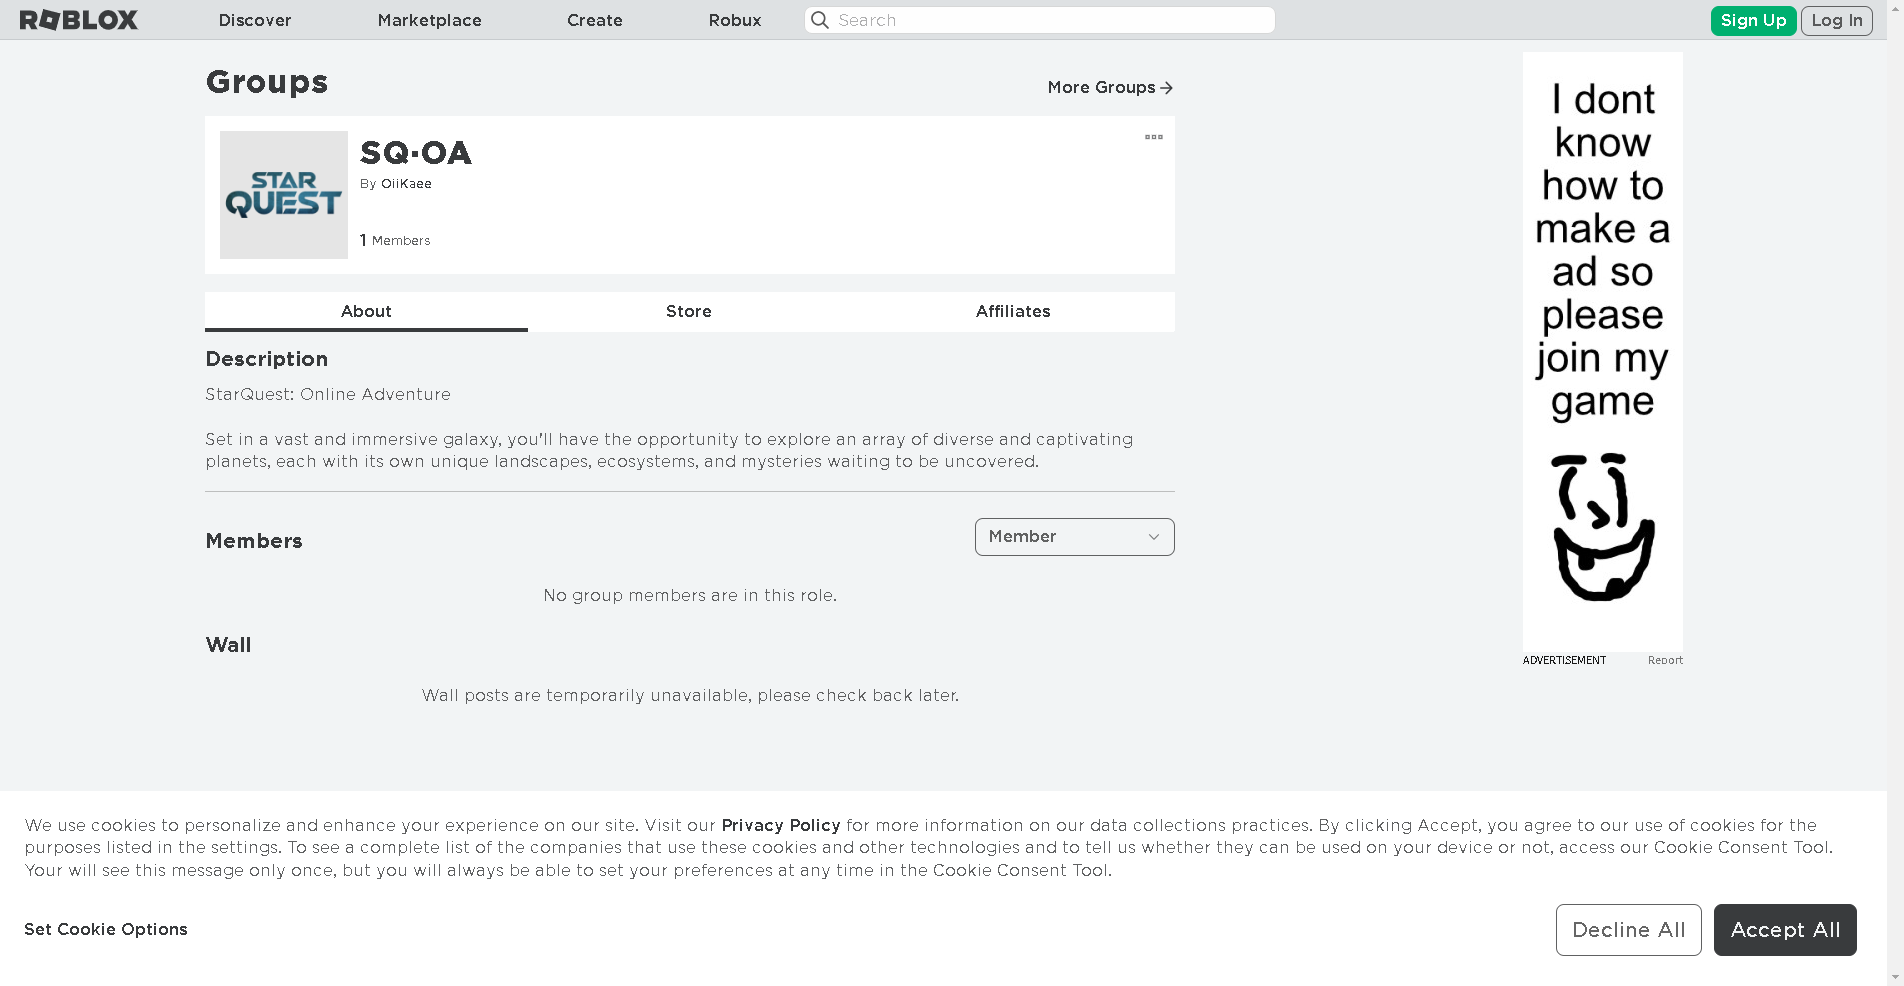 ROBLOX
Discover
Marketplace
Create
Robux
Search
Sign Up
Log In
Groups
More Groups
STAR
QUEST
SQ·OA
By OiiKaee
1 Members
About
Store
Affiliates
Description
StarQuest: Online Adventure
Set in a vast and immersive galaxy, you'll have the opportunity to explore an array of diverse and captivating
planets, each with its own unique landscapes, ecosystems, and mysteries waiting to be uncovered.
Members
Member
No group members are in this role.
Wall
Wall posts are temporarily unavailable, please check back later.
I dont
know
how to
make a
ad so
please
join my
game
ADVERTISEMENT
Report
We use cookies to personalize and enhance your experience on our site. Visit our Privacy Policy for more information on our data collections practices. By clicking Accept, you agree to our use of cookies for the
purposes listed in the settings. To see a complete list of the companies that use these cookies and other technologies and to tell us whether they can be used on your device or not, access our Cookie Consent Tool.
Your will see this message only once, but you will always be able to set your preferences at any time in the Cookie Consent Tool.
Set Cookie Options
Decline All
Accept All